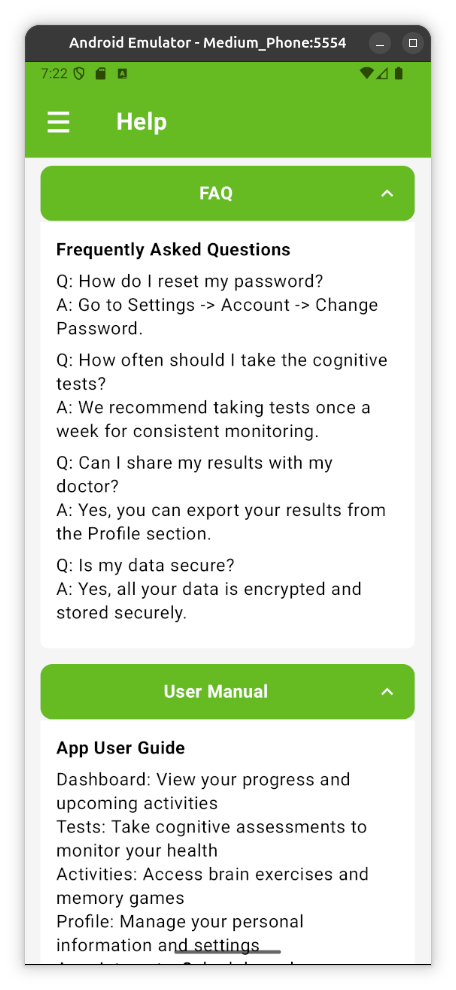 Android Emulator - Medium_Phone:5554
7:22
Help
FAQ
Frequently Asked Questions
Q: How do I reset my password?
A: Go to Settings -> Account -> Change
Password.
Q: How often should I take the cognitive
tests?
A: We recommend taking tests once a
week for consistent monitoring.
Q: Can I share my results with my
doctor?
A: Yes, you can export your results from
the Profile section.
Q: Is my data secure?
A: Yes, all your data is encrypted and
stored securely.
User Manual
App User Guide
Dashboard: View your progress and
upcoming activities
Tests: Take cognitive assessments to
monitor your health
Activities: Access brain exercises and
memory games
Profile: Manage your personal
information and settings